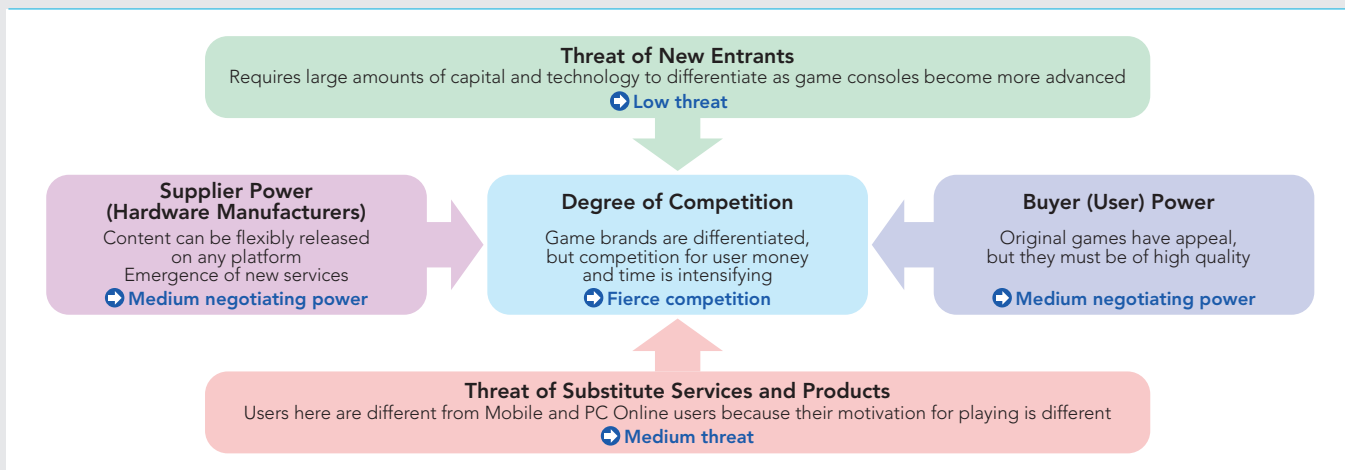 Threat of New Entrants
Requires large amounts of capital and technology to differentiate as game consoles become more advanced
Low threat
Supplier Power
(Hardware Manufacturers)
Content can be flexibly released
on any platform
Emergence of new services
Medium negotiating power
Degree of Competition
Game brands are differentiated,
but competition for user money
and time is intensifying
Fierce competition
Buyer (User) Power
Original games have appeal,
but they must be of high quality
Medium negotiating power
Threat of Substitute Services and Products
Users here are different from Mobile and PC Online users because their motivation for playing is different
Medium threat